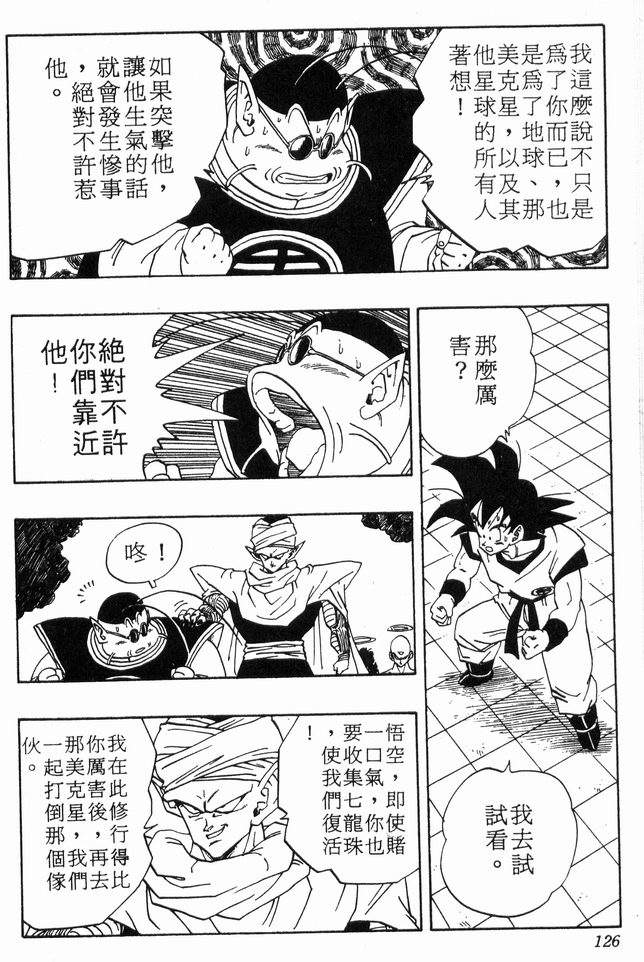 我這麼說不只是
為了你而已，也
是為了地球、那
美克星，以及其
他星球的所有人
著想！
如果突擊他，
讓他生氣的話
就會發生慘事
，絕對不許惹
他。
那麼厲
害？
絕對不許
你們靠近
他！
咚！
我去試
試看。
悟空，即使賭
一口氣，你也
要收集七龍珠
，使我們復活
！
我在此修行得比
你厲害後，再去
那美克星，我們
一起打倒那個傢
伙。
126